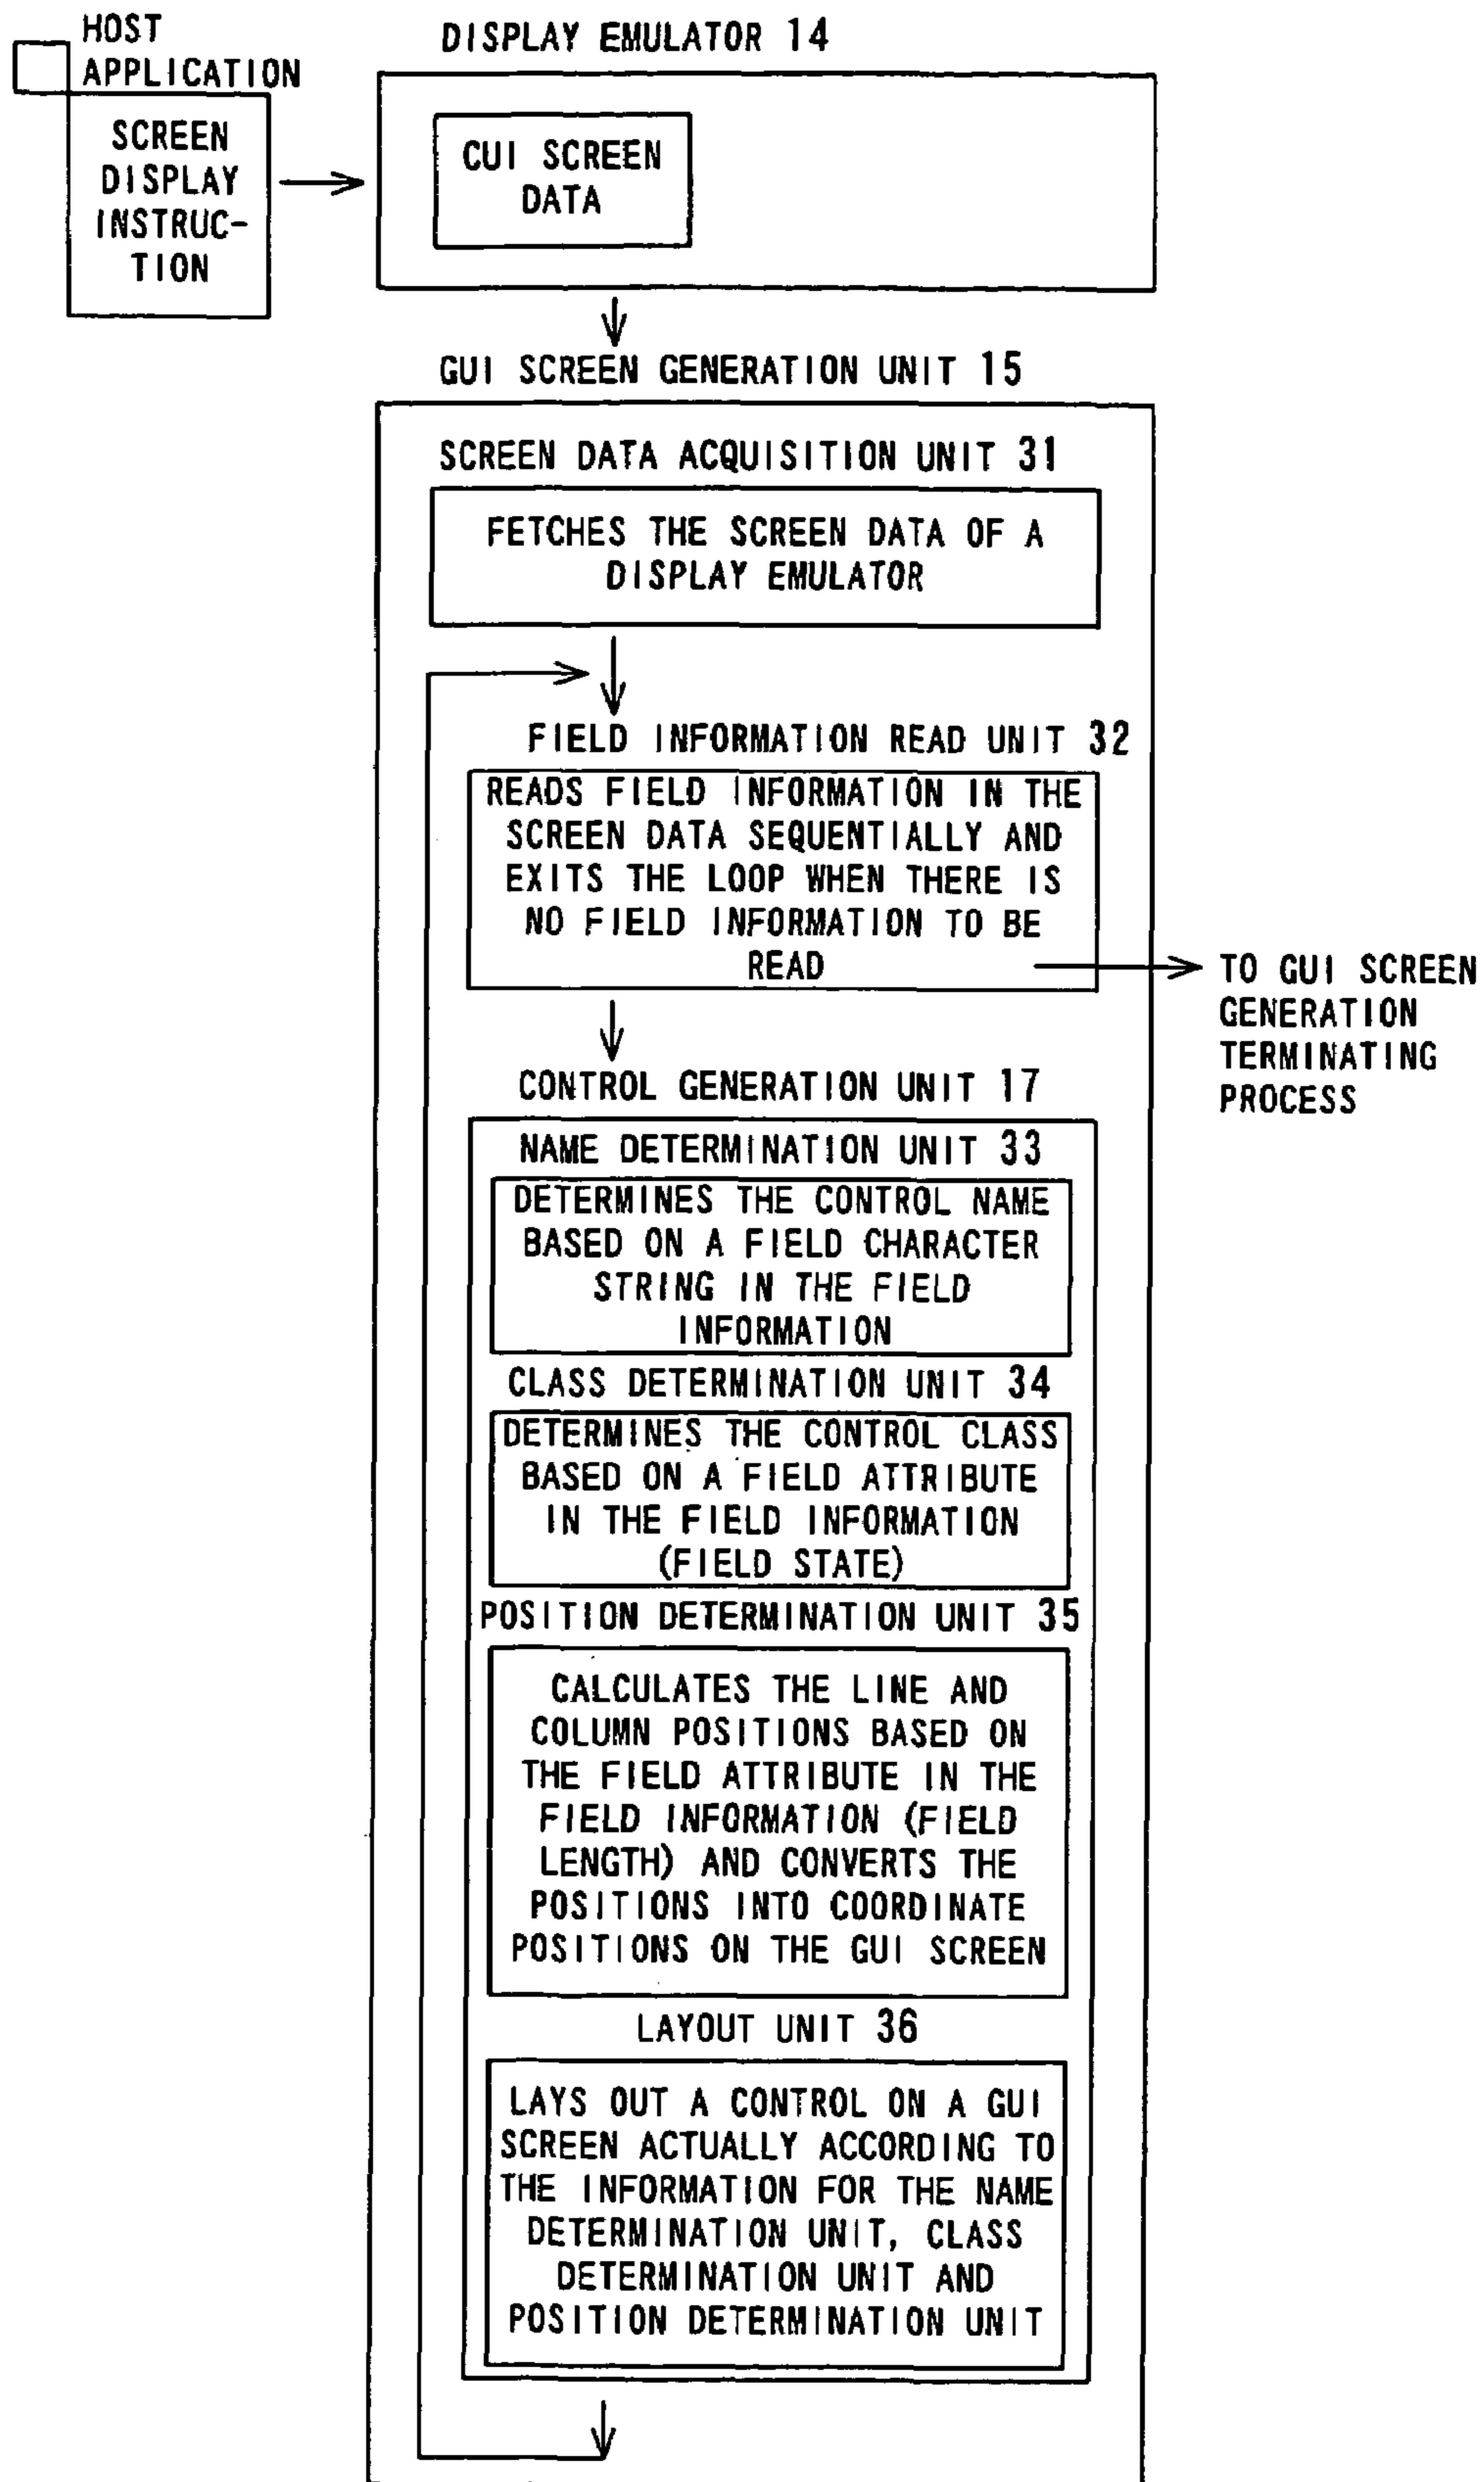 HOST
APPLICATION
DISPLAY EMULATOR 14
SCREEN
DISPLAY
INSTRUC-
TION
CUI SCREEN
DATA
GUI SCREEN GENERATION UNIT 15
SCREEN DATA ACQUISITION UNIT 31
FETCHES THE SCREEN DATA OF A
DISPLAY EMULATOR
FIELD INFORMATION READ UNIT 32
READS FIELD INFORMATION IN THE
SCREEN DATA SEQUENTIALLY AND
EXITS THE LOOP WHEN THERE IS
NO FIELD INFORMATION TO BE
READ
TO GUI SCREEN
GENERATION
TERMINATING
PROCESS
CONTROL GENERATION UNIT 17
NAME DETERMINATION UNIT 33
DETERMINES THE CONTROL NAME
BASED ON A FIELD CHARACTER
STRING IN THE FIELD
INFORMATION
CLASS DETERMINATION UNIT 34
DETERMINES THE CONTROL CLASS
BASED ON A FIELD ATTRIBUTE
IN THE FIELD INFORMATION
(FIELD STATE)
POSITION DETERMINATION UNIT 35
CALCULATES THE LINE AND
COLUMN POSITIONS BASED ON
THE FIELD ATTRIBUTE IN THE
FIELD INFORMATION (FIELD
LENGTH) AND CONVERTS THE
POSITIONS INTO COORDINATE
POSITIONS ON THE GUI SCREEN
LAYOUT UNIT 36
LAYS OUT A CONTROL ON A GUI
SCREEN ACTUALLY ACCORDING TO
THE INFORMATION FOR THE NAME
DETERMINATION UNIT, CLASS
DETERMINATION UNIT AND
POSITION DETERMINATION UNIT